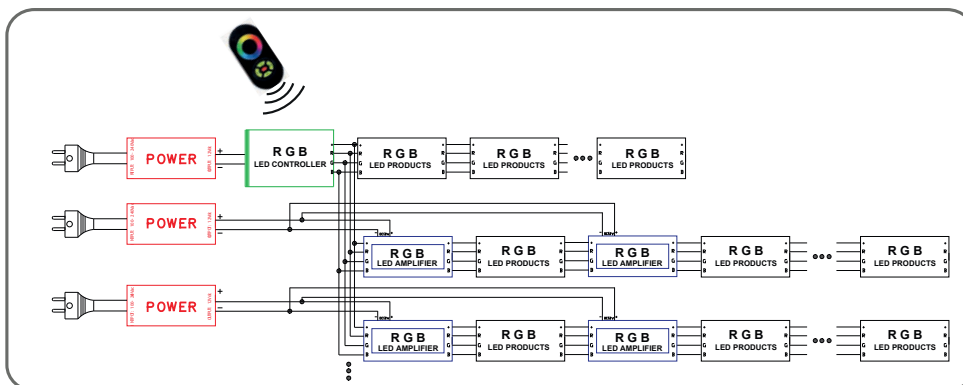 POWER
+
−
RGB
LED CONTROLLER
+
R
G
B
RGB
LED PRODUCTS
RGB
LED PRODUCTS
RGB
LED PRODUCTS
POWER
+
−
RGB
LED AMPLIFIER
RGB
LED PRODUCTS
RGB
LED AMPLIFIER
RGB
LED PRODUCTS
RGB
LED PRODUCTS
POWER
+
−
RGB
LED AMPLIFIER
RGB
LED PRODUCTS
RGB
LED AMPLIFIER
RGB
LED PRODUCTS
RGB
LED PRODUCTS